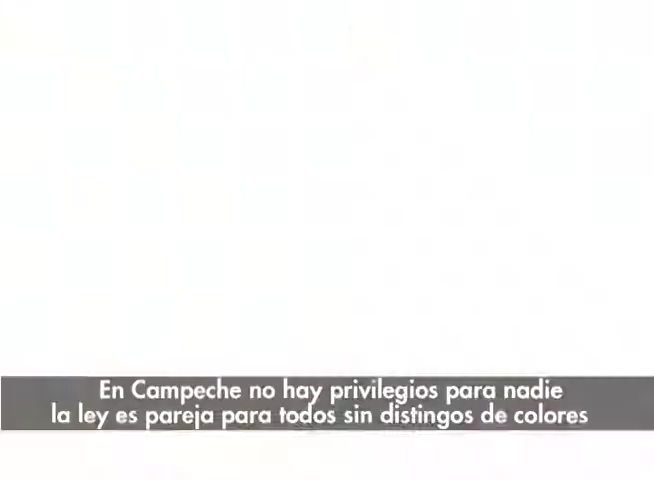 En Campeche no hay privilegios para nadie
la ley es pareja para todos sin distingos de colores